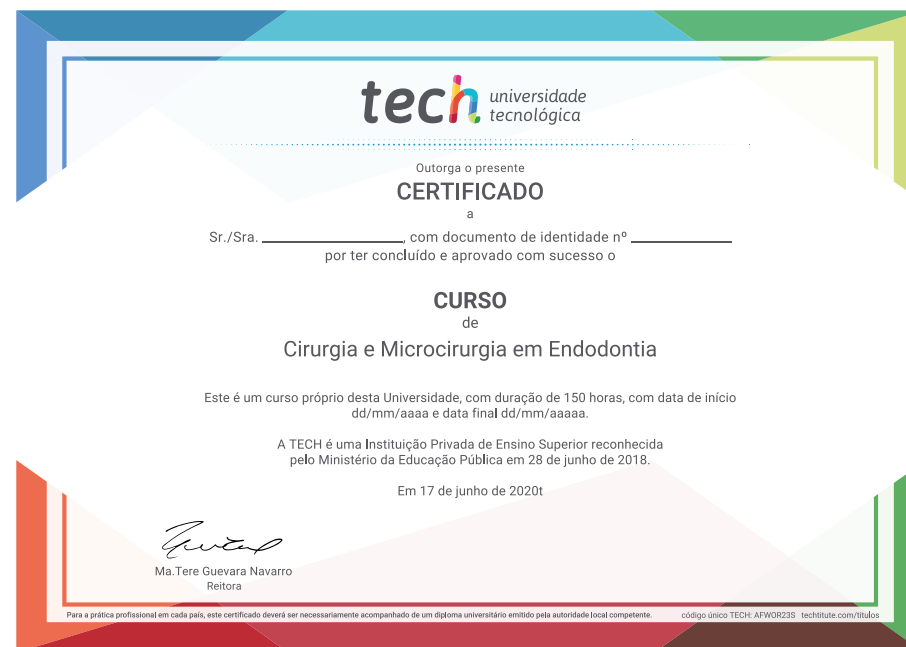 tech universidade
tecnológica
Outorga o presente
CERTIFICADO
a
Sr./Sra. ____________, com documento de identidade nº _________
por ter concluído e aprovado com sucesso o
CURSO
de
Cirurgia e Microcirurgia em Endodontia
Este é um curso próprio desta Universidade, com duração de 150 horas, com data de início
dd/mm/aaaa e data final dd/mm/aaaaa.
A TECH é uma Instituição Privada de Ensino Superior reconhecida
pelo Ministério da Educação Pública em 28 de junho de 2018.
Em 17 de junho de 2020t
Ma.Tere Guevara Navarro
Reitora
Para a prática profissional em cada país, este certificado deverá ser necessariamente acompanhado de um diploma universitário emitido pela autoridade local competente. código único TECH: AFWOR23S techtitute.com/titulos